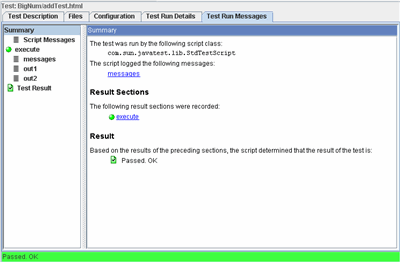 Test: BigNum/addTest.html
Test Description Files Configuration Test Run Details Test Run Messages
Summary
Script Messages
execute
messages
out1
out2
Test Result
Summary
The test was run by the following script class:
com.sun.javatest.lib.StdTestScript
The script logged the following messages:
messages
Result Sections
The following result sections were recorded:
execute
Result
Based on the results of the preceding sections, the script determined that the result of the test is:
Passed. OK
Passed. OK